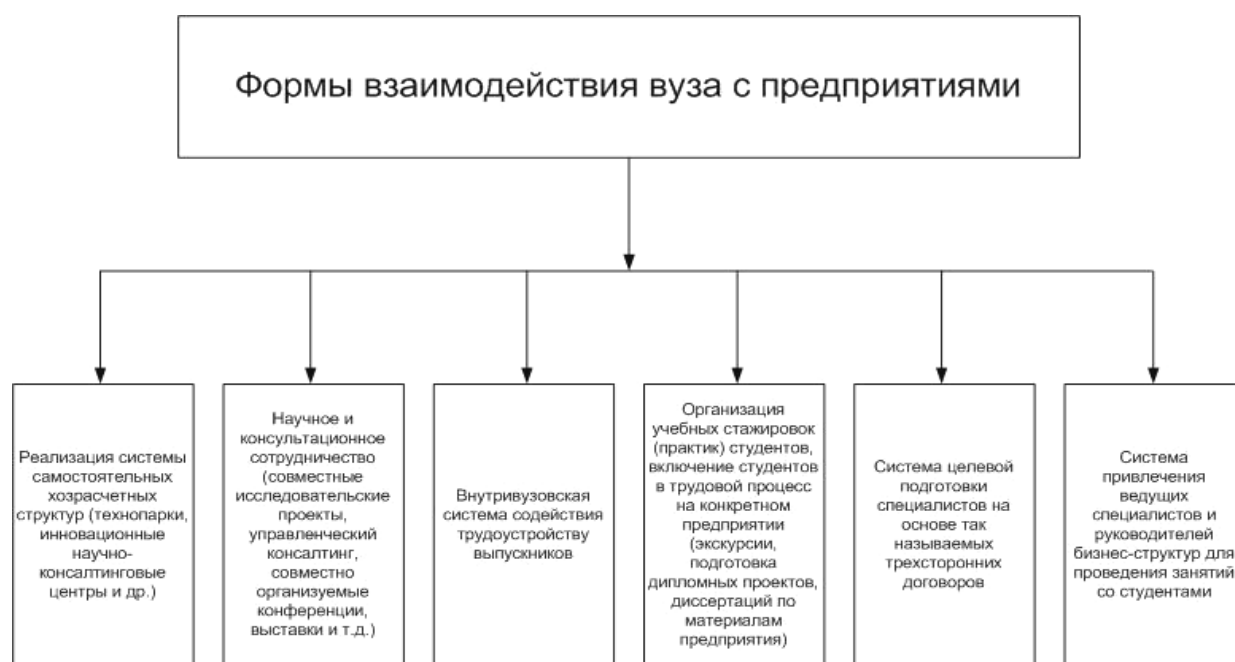 Формы взаимодействия вуза с предприятиями
Реализация системы
самостоятельных
хозрасчетных
структур (технопарки,
инновационные
научно-
консалтинговые
центры и др.)
Научное и
консультационное
сотрудничество
(совместные
исследовательские
проекты,
управленческий
консалтинг,
совместно
организуемые
конференции,
выставки и т.д.)
Внутривузовская
система содействия
трудоустройству
выпускников
Организация
учебных стажировок
(практик) студентов,
включение студентов
в трудовой процесс
на конкретном
предприятии
(экскурсии,
подготовка
дипломных проектов,
диссертаций по
материалам
предприятия)
Система целевой
подготовки
специалистов на
основе так
называемых
трехсторонних
договоров
Система
привлечения
ведущих
специалистов и
руководителей
бизнес-структур для
проведения занятий
со студентами